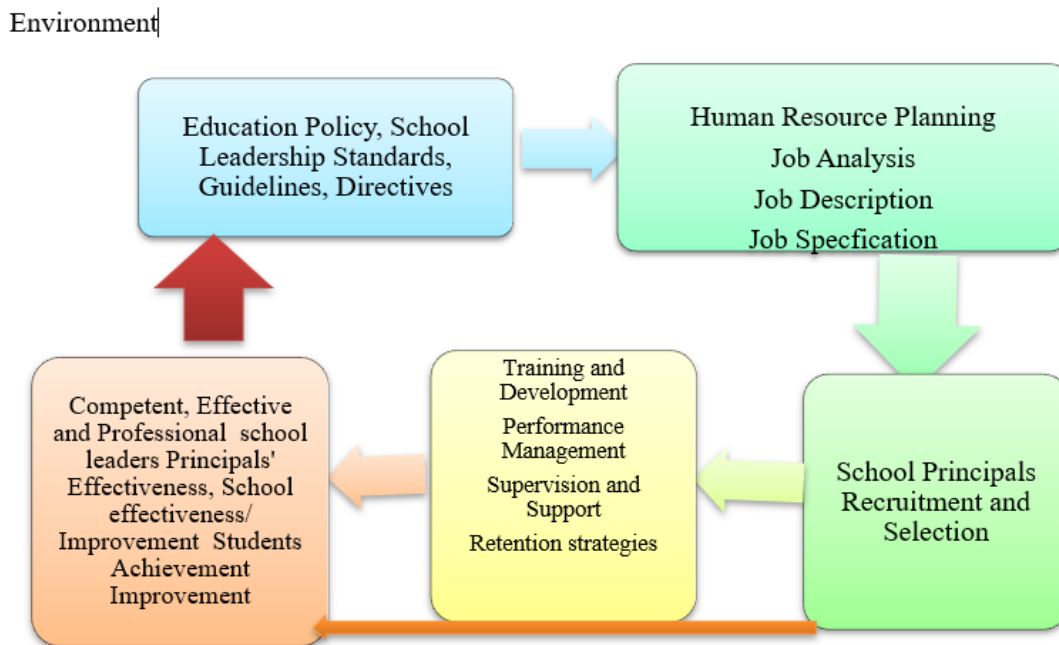 Environment
Education Policy, School
Leadership Standards,
Guidelines, Directives
Human Resource Planning
Job Analysis
Job Description
Job Specfication
School Principals
Recruitment and
Selection
Training and
Development
Performance
Management
Supervision and
Support
Retention strategies
Competent, Effective
and Professional school
leaders Principals'
Effectiveness, School
effectiveness/
Improvement Students
Achievement
Improvement